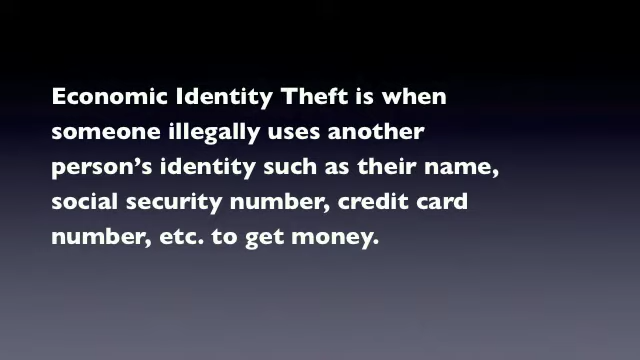 Economic Identity Theft is when
someone illegally uses another
person’s identity such as their name,
social security number, credit card
number, etc. to get money.